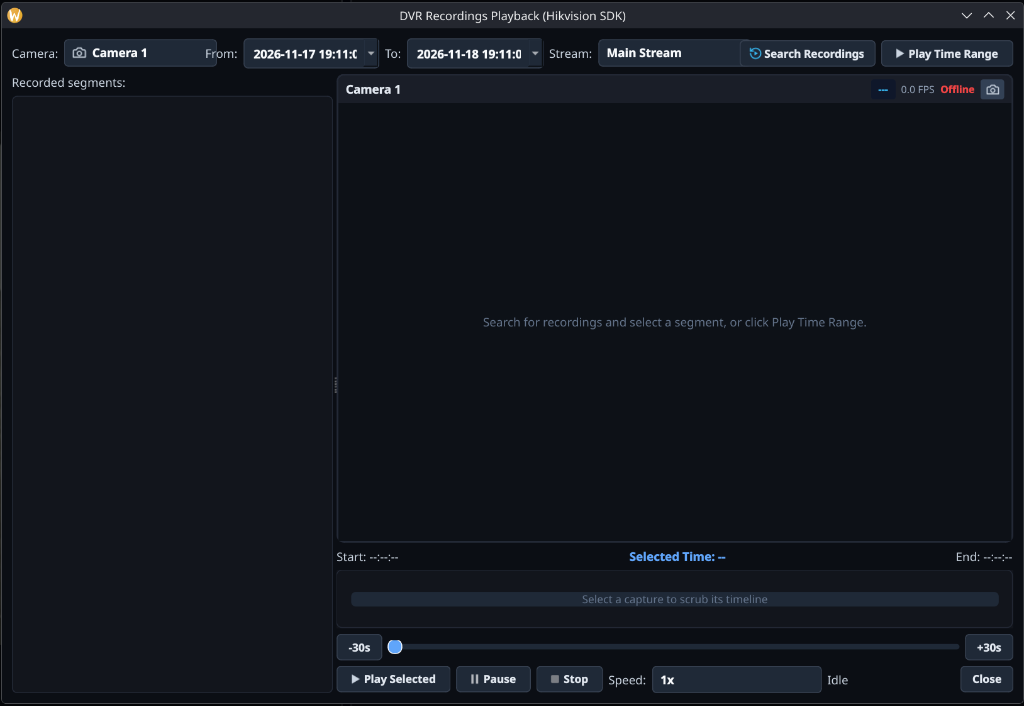 DVR Recordings Playback (Hikvision SDK)
Camera: Camera 1 From: 2026-11-17 19:11:0 To: 2026-11-18 19:11:0 Stream: Main Stream Search Recordings Play Time Range
Recorded segments:
Camera 1 --- 0.0 FPS Offline
Search for recordings and select a segment, or click Play Time Range.
Start: --:--:-- Selected Time: -- End: --:--:--
Select a capture to scrub its timeline
-30s +30s
Play Selected Pause Stop Speed: 1x Idle Close